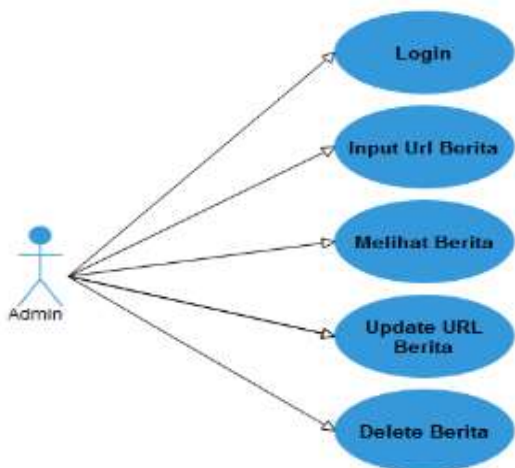 Login
Input Url Berita
Melihat Berita
Admin
Update URL
Berita
Delete Berita